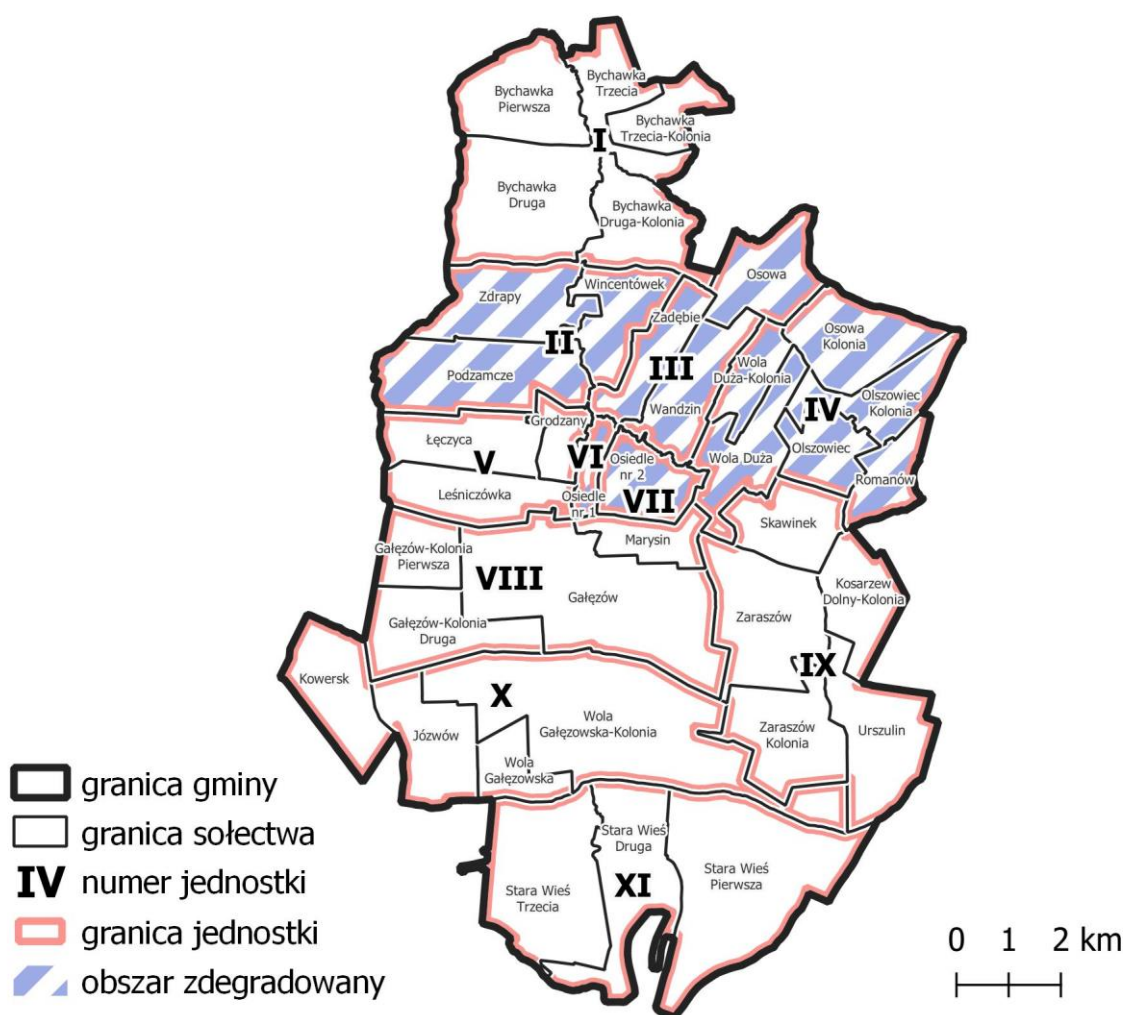 Bychawka
Pierwsza
Bychawka
Trzecia
Bychawka
Trzecia-Kolonia
I
Bychawka
Druga
Bychawka
Druga-Kolonia
Zdrapy
Wincentówek
Osowa
Zadębie
II
Podzamcze
III
Wola
Duża-Kolonia
Osowa
Kolonia
Wandzin
Olszowiec
Kolonia
IV
Grodzany
Łęczyca
V
VI
Osiedle
nr 2
Wola Duża
Olszowiec
Romanów
Leśniczówka
Osiedle
nr 1
VII
Skawinek
Marysin
Gałęzów-Kolonia
Pierwsza
VIII
Gałęzów
Kosarzew
Dolny-Kolonia
Zaraszów
Gałęzów-Kolonia
Druga
IX
Kowersk
X
Józwów
Wola
Gałęzowska-Kolonia
Zaraszów
Kolonia
Urszulin
Wola
Gałęzowska
Stara Wieś
Druga
Stara Wieś
Pierwsza
Stara Wieś
Trzecia
XI
granica gminy
granica sołectwa
IV numer jednostki
granica jednostki
obszar zdegradowany
0 1 2 km